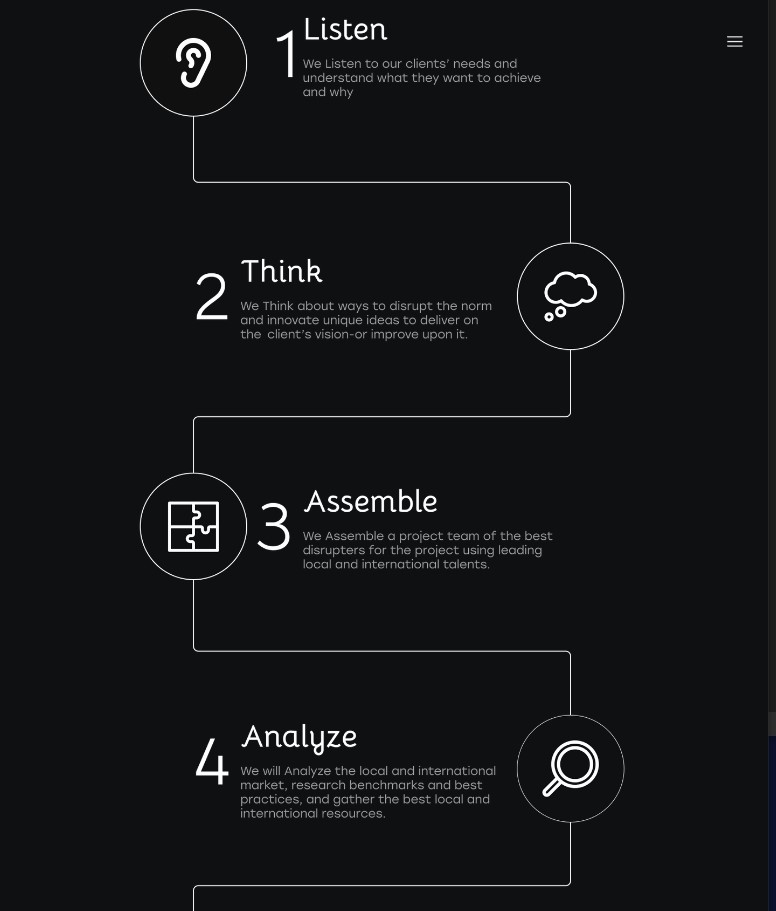 1
Listen
We Listen to our clients’ needs and
understand what they want to achieve
and why
2
Think
We Think about ways to disrupt the norm
and innovate unique ideas to deliver on
the client’s vision-or improve upon it.
3
Assemble
We Assemble a project team of the best
disrupters for the project using leading
local and international talents.
4
Analyze
We will Analyze the local and international
market, research benchmarks and best
practices, and gather the best local and
international resources.